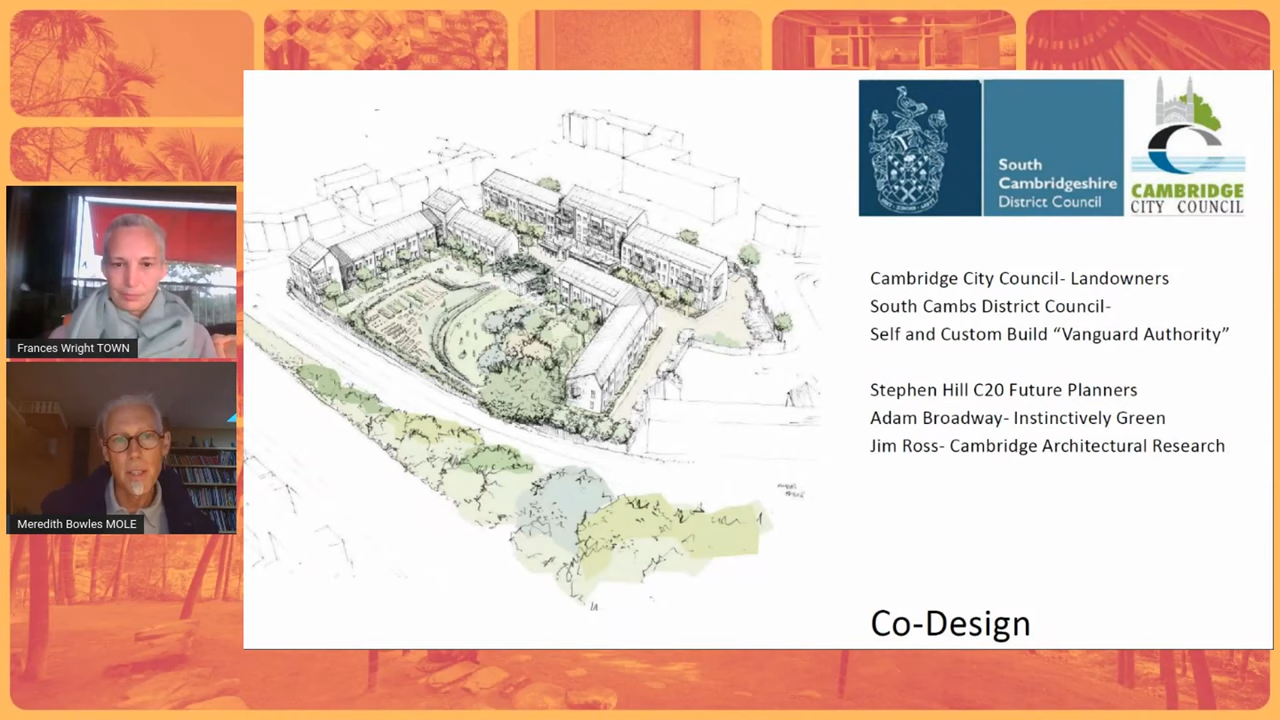 South
Cambridgeshire
District Council
CAMBRIDGE
CITY COUNCIL
Cambridge City Council- Landowners
South Cambs District Council-
Self and Custom Build “Vanguard Authority”
Stephen Hill C20 Future Planners
Adam Broadway- Instinctively Green
Jim Ross- Cambridge Architectural Research
Co-Design
Frances Wright TOWN
Meredith Bowles MOLE